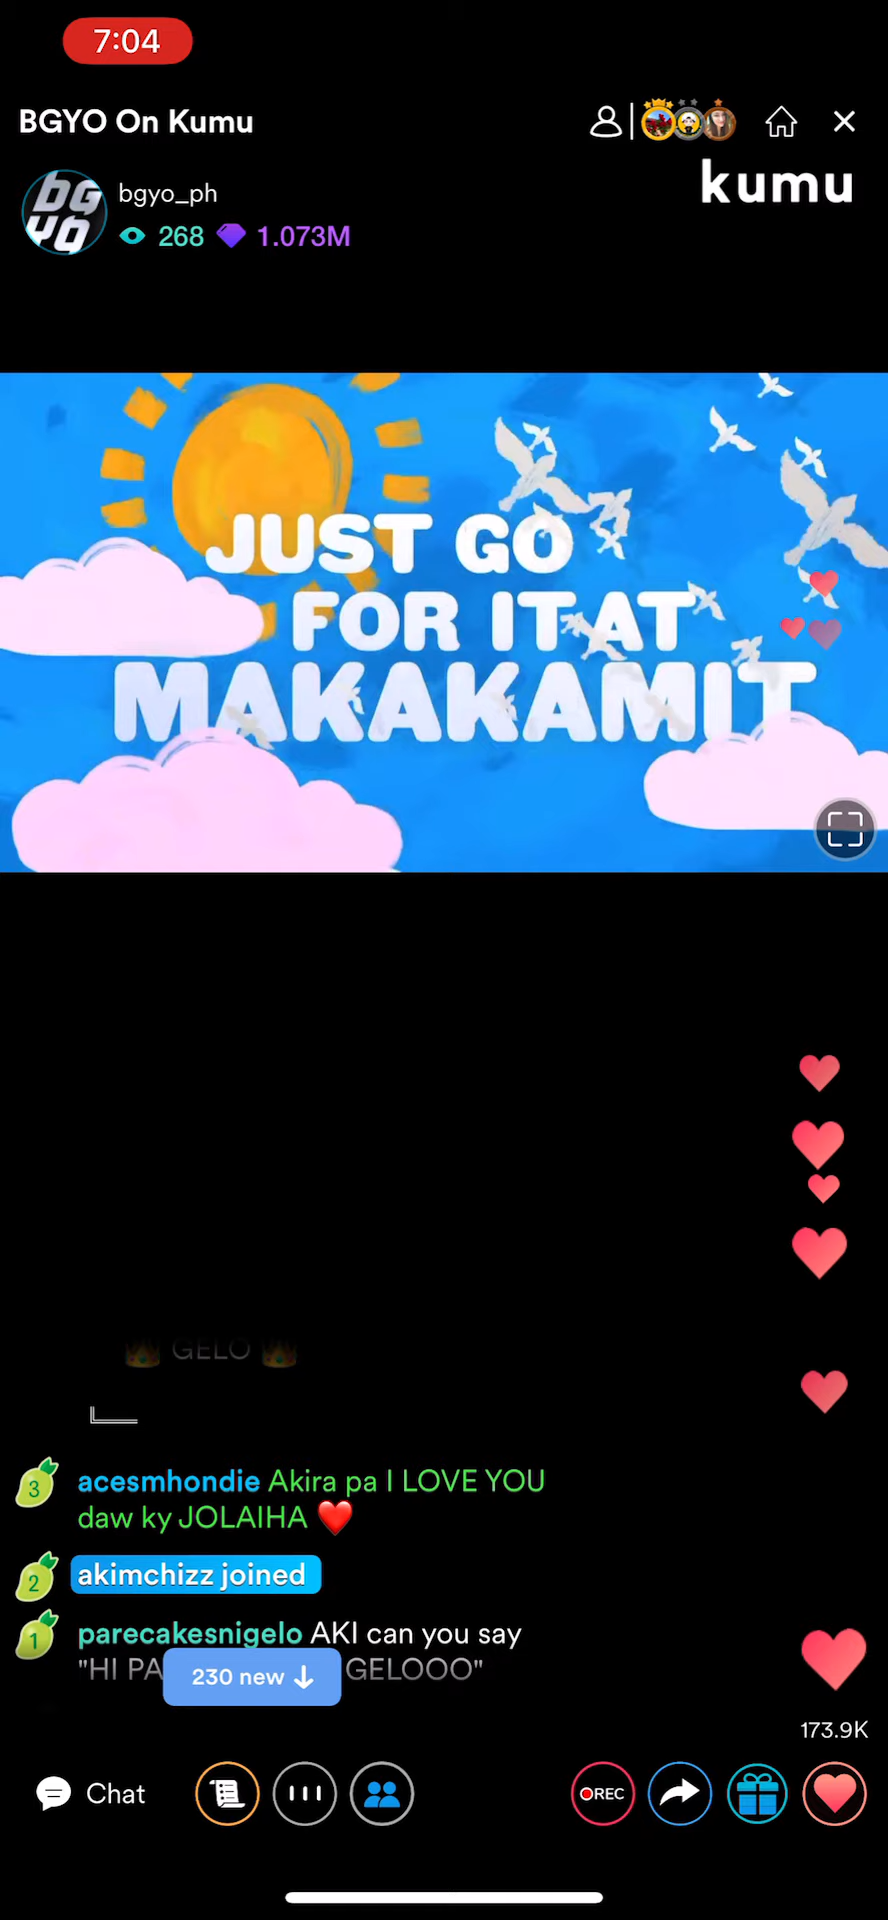 7:04
BGYO On Kumu
kumu
bgyo_ph
268 1.073M
JUST GO
FOR IT AT
MAKAKAMIT
👑 GELO 👑
3 acesmhondie Akira pa I LOVE YOU
daw ky JOLAIHA ❤️
2 akimchizz joined
1 parecakesnigelo AKI can you say
"HI PA GELOOO"
230 new ↓
173.9K
Chat
REC